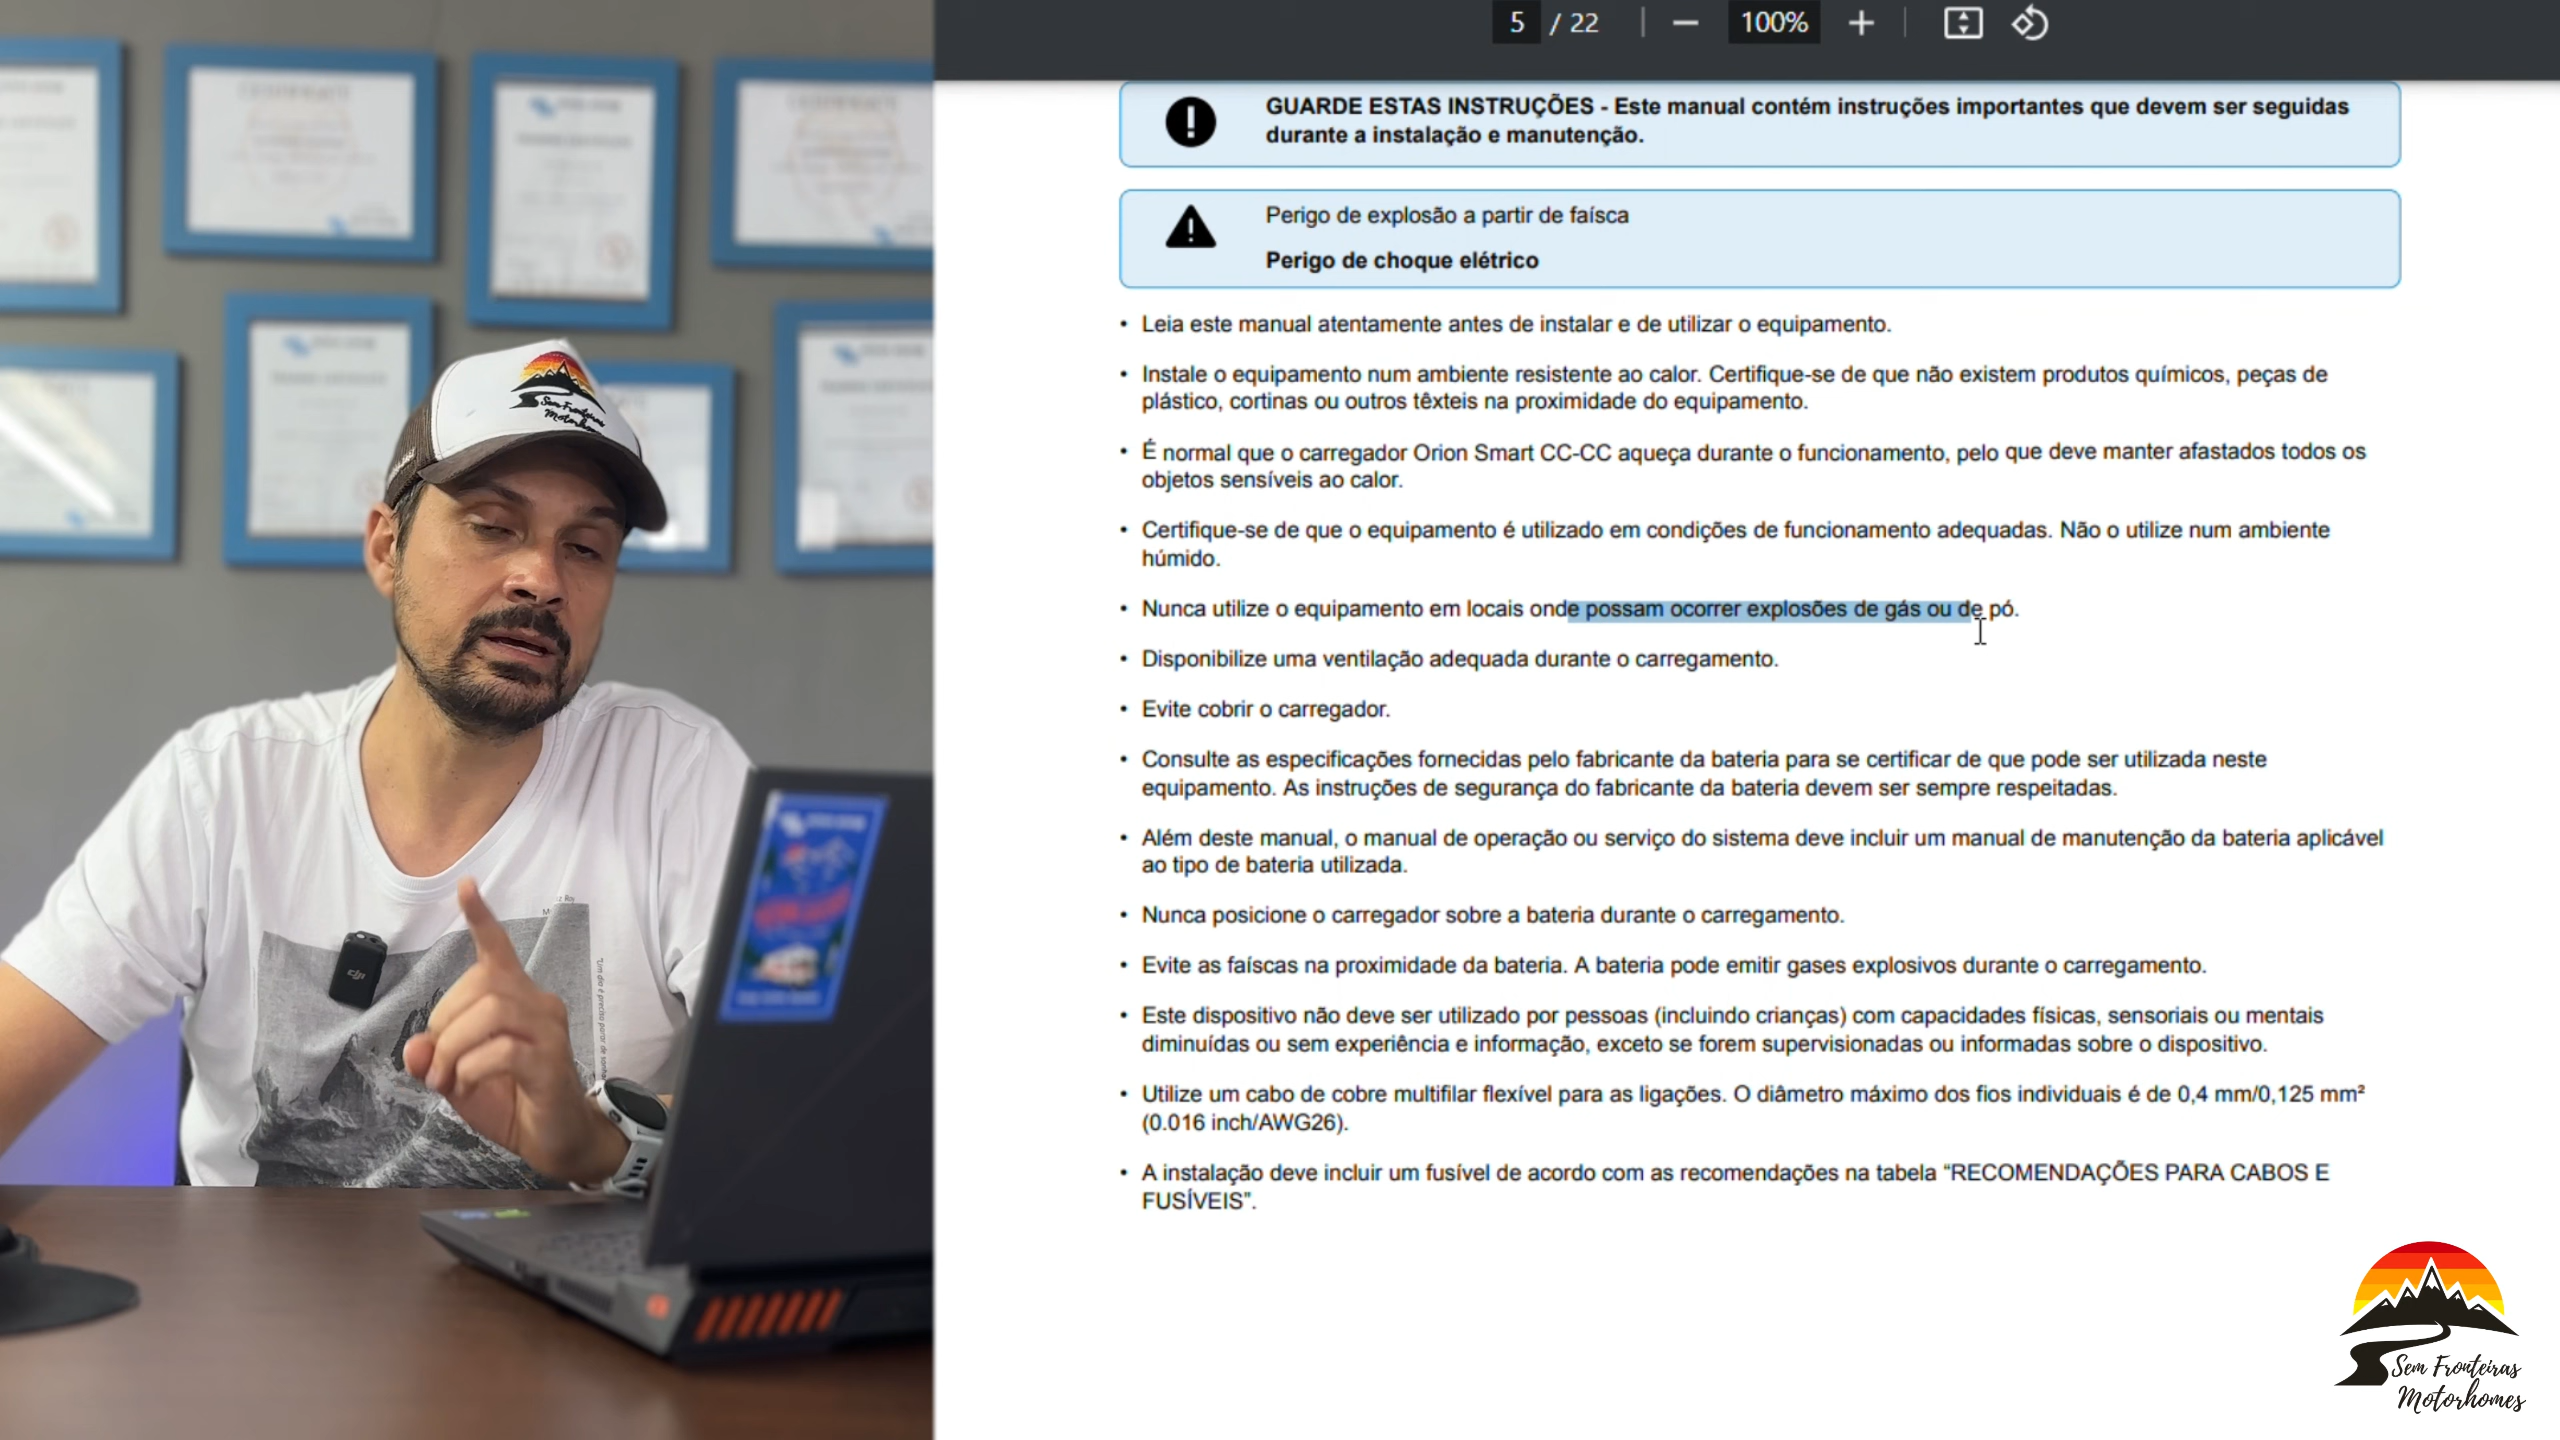 5 / 22
100%
GUARDE ESTAS INSTRUÇÕES - Este manual contém instruções importantes que devem ser seguidas
durante a instalação e manutenção.
Perigo de explosão a partir de faísca
Perigo de choque elétrico
• Leia este manual atentamente antes de instalar e de utilizar o equipamento.
• Instale o equipamento num ambiente resistente ao calor. Certifique-se de que não existem produtos químicos, peças de
plástico, cortinas ou outros têxteis na proximidade do equipamento.
• É normal que o carregador Orion Smart CC-CC aqueça durante o funcionamento, pelo que deve manter afastados todos os
objetos sensíveis ao calor.
• Certifique-se de que o equipamento é utilizado em condições de funcionamento adequadas. Não o utilize num ambiente
húmido.
• Nunca utilize o equipamento em locais onde possam ocorrer explosões de gás ou de pó.
• Disponibilize uma ventilação adequada durante o carregamento.
• Evite cobrir o carregador.
• Consulte as especificações fornecidas pelo fabricante da bateria para se certificar de que pode ser utilizada neste
equipamento. As instruções de segurança do fabricante da bateria devem ser sempre respeitadas.
• Além deste manual, o manual de operação ou serviço do sistema deve incluir um manual de manutenção da bateria aplicável
ao tipo de bateria utilizada.
• Nunca posicione o carregador sobre a bateria durante o carregamento.
• Evite as faíscas na proximidade da bateria. A bateria pode emitir gases explosivos durante o carregamento.
• Este dispositivo não deve ser utilizado por pessoas (incluindo crianças) com capacidades físicas, sensoriais ou mentais
diminuídas ou sem experiência e informação, exceto se forem supervisionadas ou informadas sobre o dispositivo.
• Utilize um cabo de cobre multifilar flexível para as ligações. O diâmetro máximo dos fios individuais é de 0,4 mm/0,125 mm²
(0.016 inch/AWG26).
• A instalação deve incluir um fusível de acordo com as recomendações na tabela “RECOMENDAÇÕES PARA CABOS E
FUSÍVEIS”.
Sem Fronteiras
Motorhomes
Sem Fronteiras
Motorhomes
dji